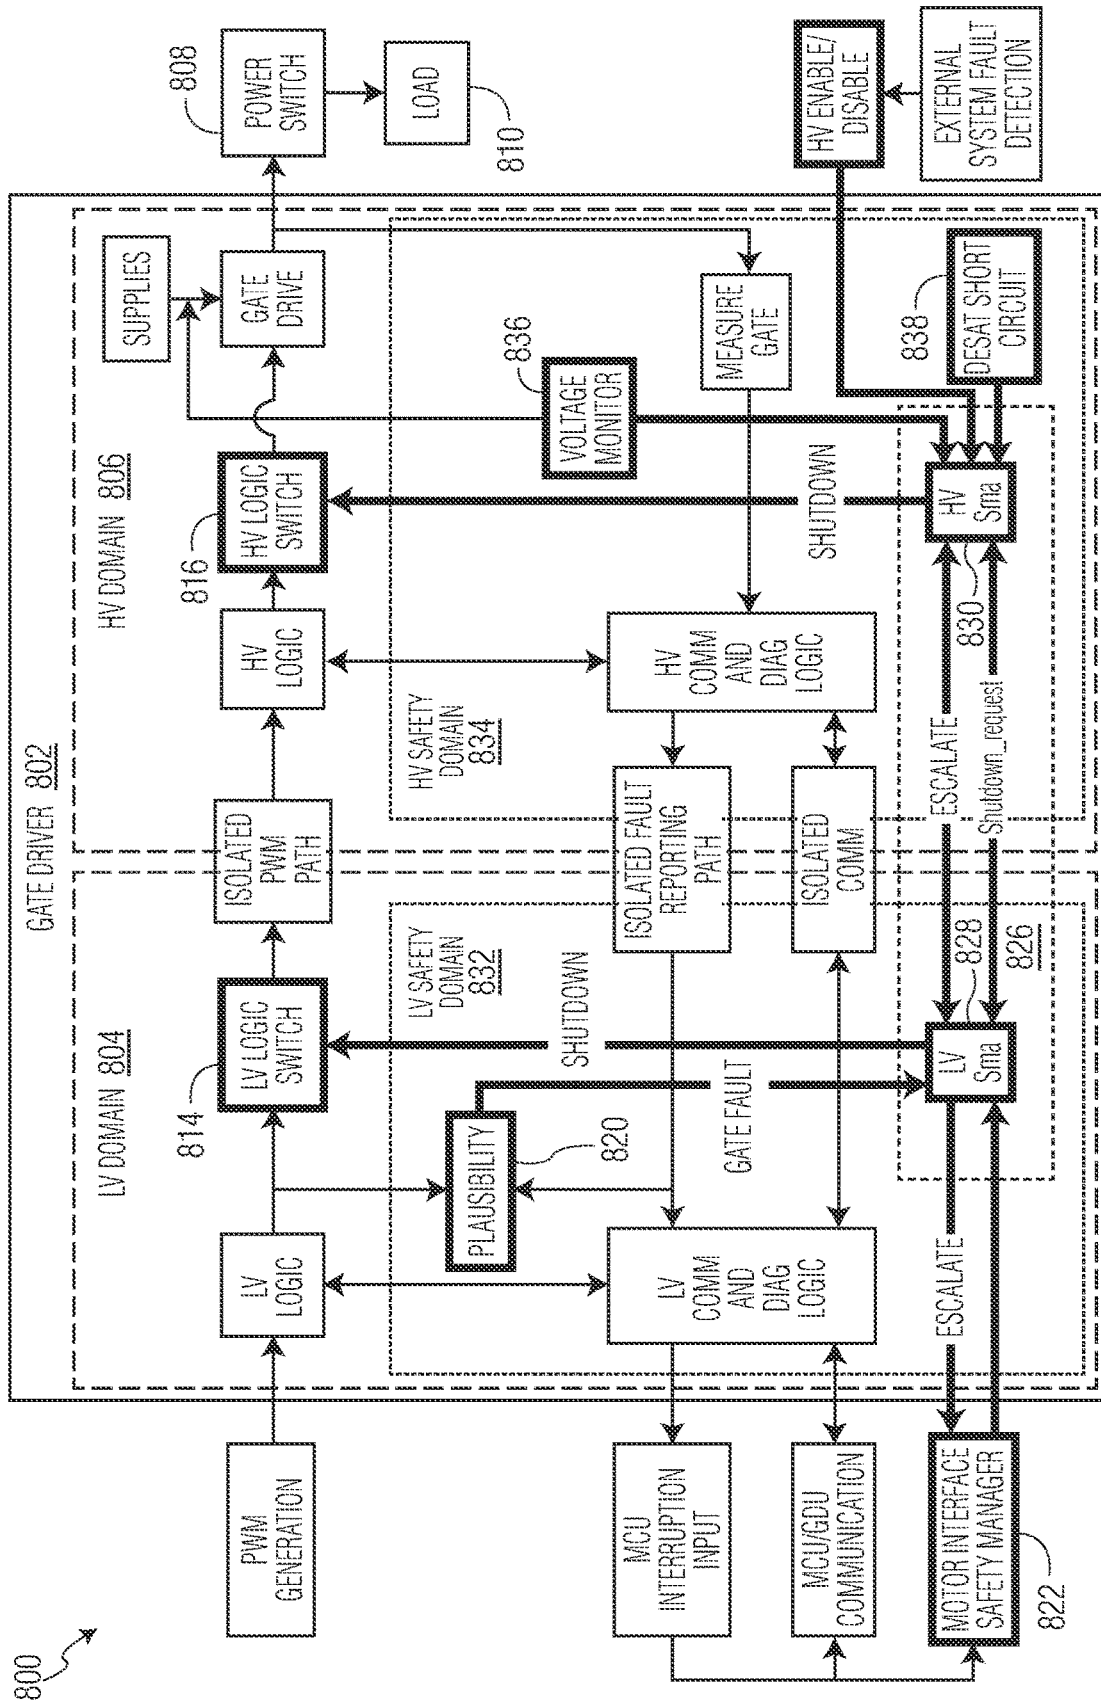 800
GATE DRIVER 802
LV DOMAIN 804
HV DOMAIN 806
PWM
GENERATION
LV
LOGIC
814
LV LOGIC
SWITCH
ISOLATED
PWM
PATH
HV
LOGIC
816
HV LOGIC
SWITCH
SUPPLIES
GATE
DRIVE
808
POWER
SWITCH
LOAD
810
LV SAFETY
DOMAIN
832
HV SAFETY
DOMAIN
834
PLAUSIBILITY
820
SHUTDOWN
VOLTAGE
MONITOR
836
MCU
INTERRUPTION
INPUT
LV
COMM
AND
DIAG
LOGIC
GATE FAULT
ISOLATED FAULT
REPORTING
PATH
HV
COMM
AND
DIAG
LOGIC
MEASURE
GATE
SHUTDOWN
MCU/GDU
COMMUNICATION
ISOLATED
COMM
HV ENABLE/
DISABLE
MOTOR INTERFACE
SAFETY MANAGER
822
ESCALATE
LV
Sma
828
826
ESCALATE
Shutdown_request
HV
Sma
830
838
DESAT SHORT
CIRCUIT
EXTERNAL
SYSTEM FAULT
DETECTION